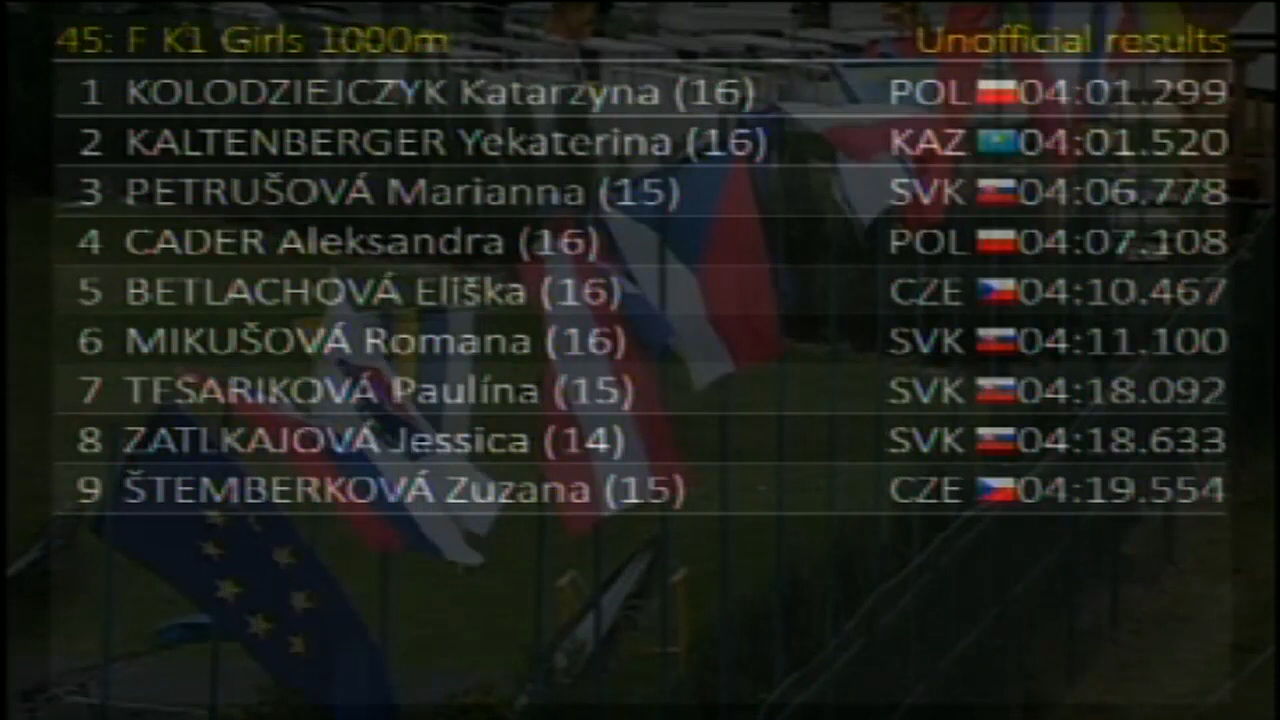 45: F K1 Girls 1000m Unofficial results
1 KOLODZIEJCZYK Katarzyna (16) POL 04:01.299
2 KALTENBERGER Yekaterina (16) KAZ 04:01.520
3 PETRUŠOVÁ Marianna (15) SVK 04:06.778
4 CADER Aleksandra (16) POL 04:07.108
5 BETLACHOVÁ Eliška (16) CZE 04:10.467
6 MIKUŠOVÁ Romana (16) SVK 04:11.100
7 TESARIKOVÁ Paulína (15) SVK 04:18.092
8 ZATLKAJOVÁ Jessica (14) SVK 04:18.633
9 ŠTEMBERKOVÁ Zuzana (15) CZE 04:19.554